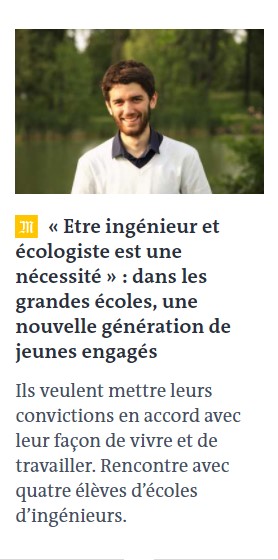 M « Etre ingénieur et
écologiste est une
nécessité » : dans les
grandes écoles, une
nouvelle génération de
jeunes engagés
Ils veulent mettre leurs
convictions en accord avec
leur façon de vivre et de
travailler. Rencontre avec
quatre élèves d’écoles
d’ingénieurs.